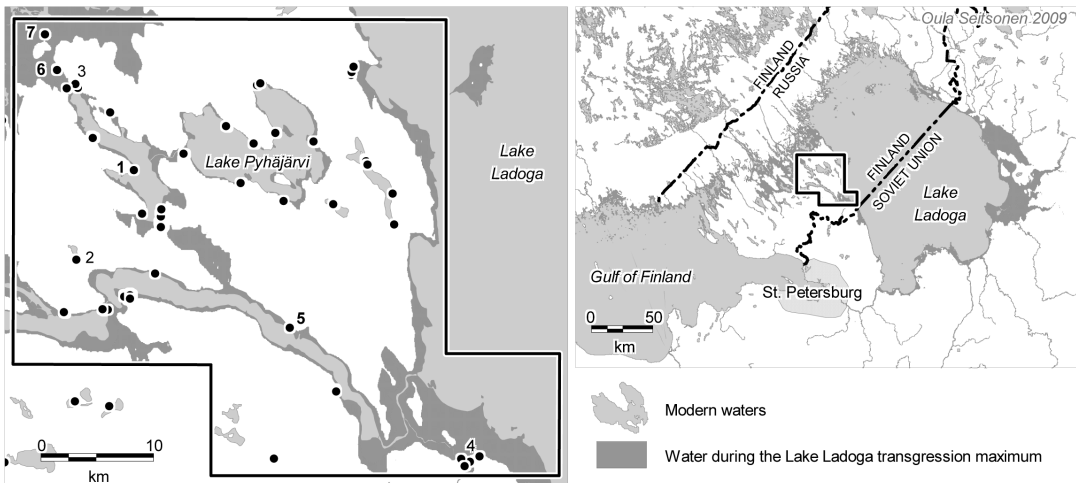 7
6
3
1
Lake Pyhäjärvi
Lake
Ladoga
2
5
4
0
10
km
Oula Seitsonen 2009
FINLAND
RUSSIA
FINLAND
SOVIET UNION
Lake
Ladoga
Gulf of Finland
St. Petersburg
0
50
km
Modern waters
Water during the Lake Ladoga transgression maximum